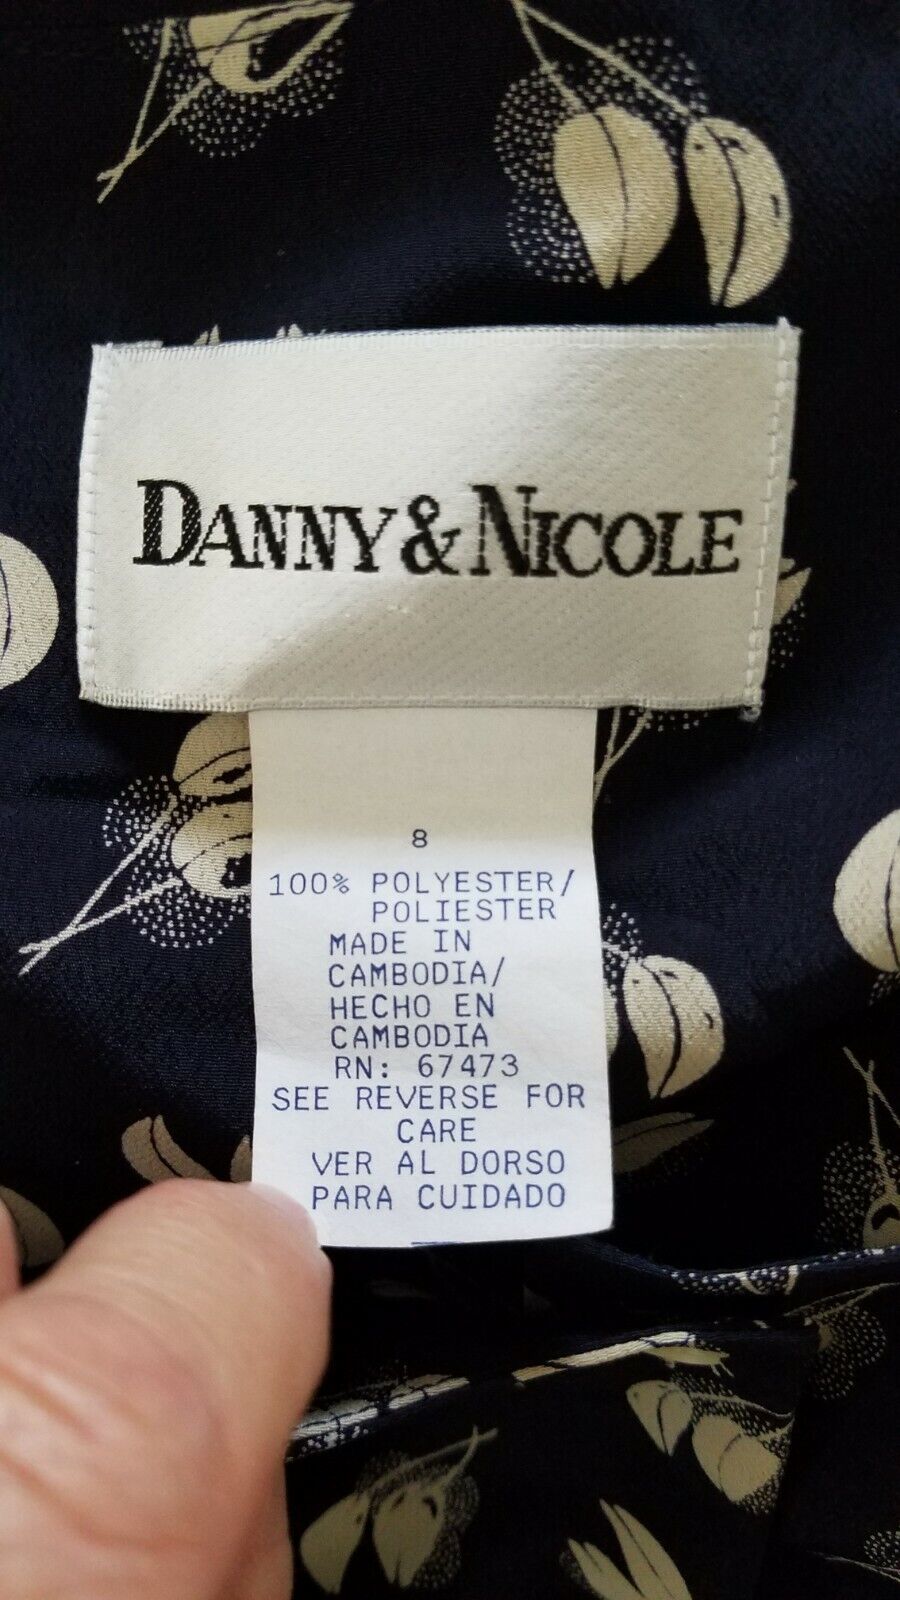 DANNY & NICOLE
8
100% POLYESTER/
POLIESTER
MADE IN
CAMBODIA/
HECHO EN
CAMBODIA
RN: 67473
SEE REVERSE FOR
CARE
VER AL DORSO
PARA CUIDADO